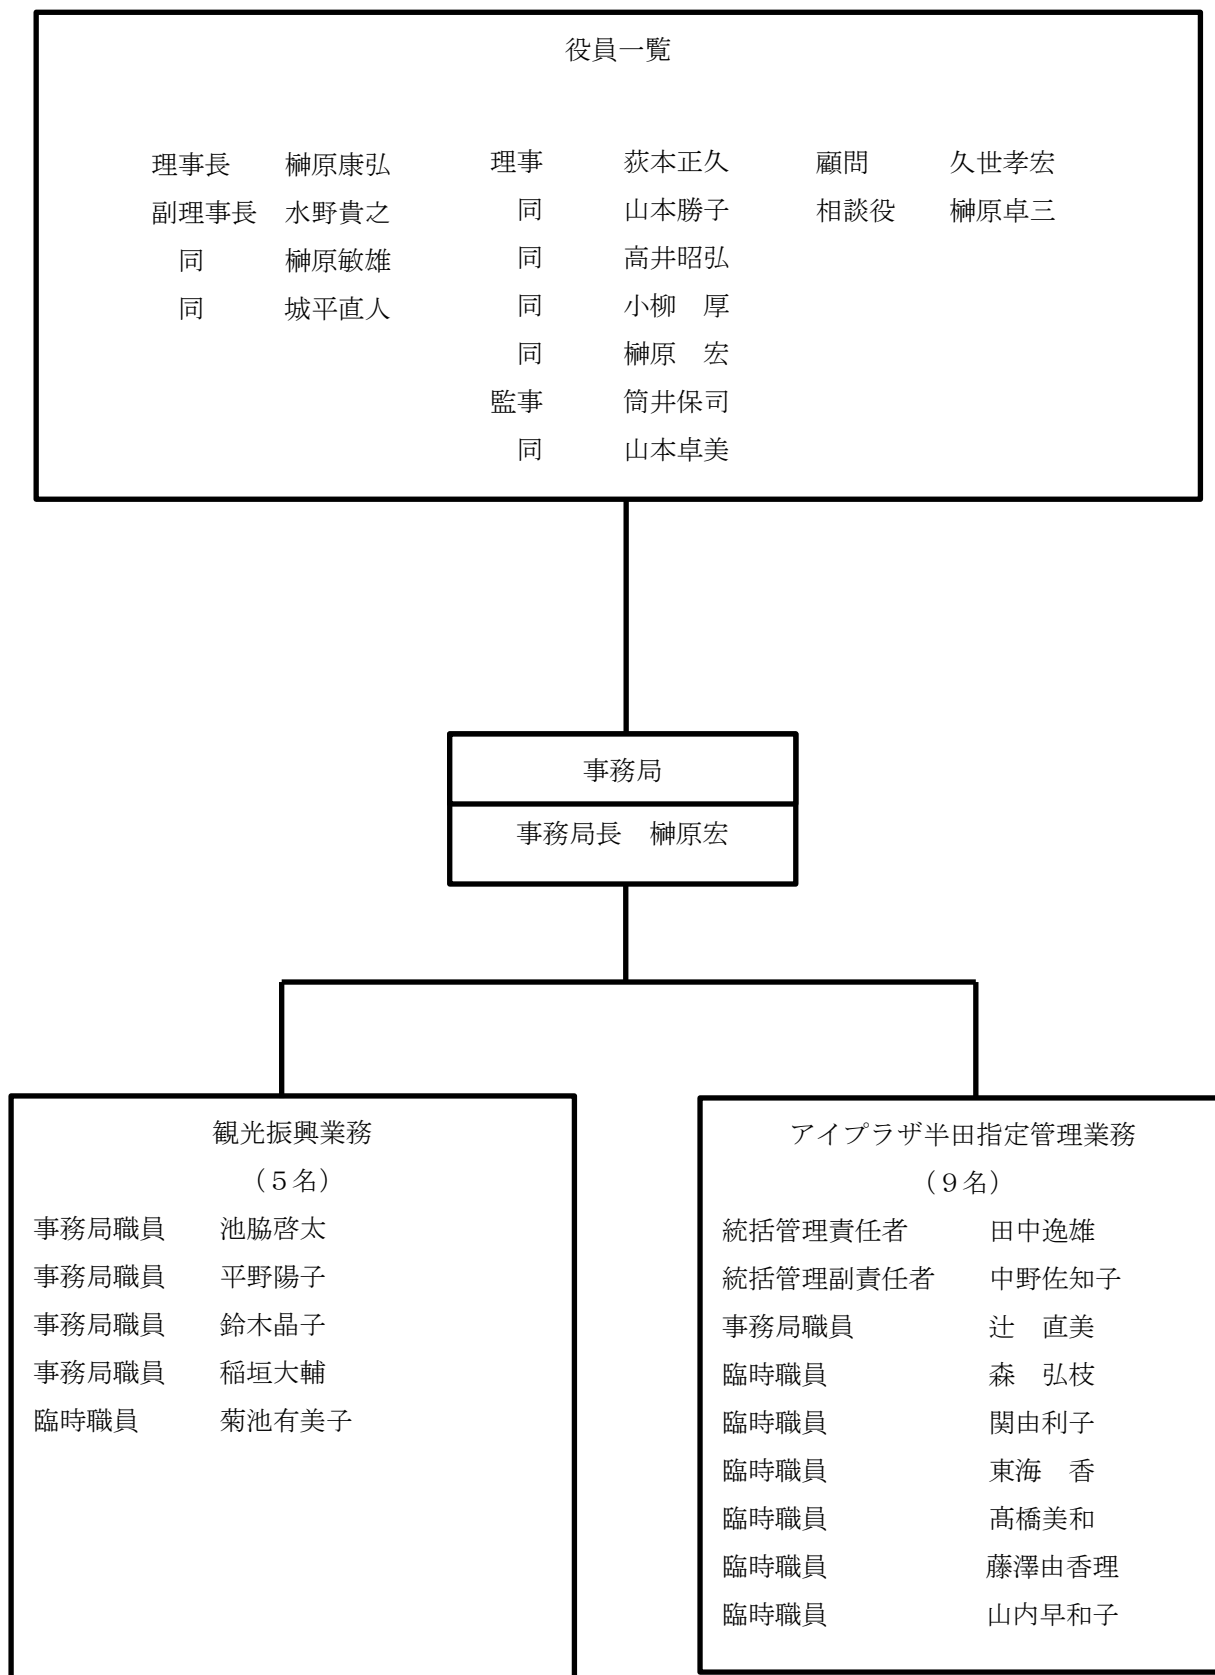 役員一覧
理事長 榊原康弘 理事 荻本正久 顧問 久世孝宏
副理事長 水野貴之 同 山本勝子 相談役 榊原卓三
同 榊原敏雄 同 高井昭弘
同 城平直人 同 小柳 厚
同 榊原 宏
監事 筒井保司
同 山本卓美
事務局
事務局長 榊原宏
観光振興業務
（５名）
事務局職員 池脇啓太
事務局職員 平野陽子
事務局職員 鈴木晶子
事務局職員 稲垣大輔
臨時職員 菊池有美子
アイプラザ半田指定管理業務
（９名）
統括管理責任者 田中逸雄
統括管理副責任者 中野佐知子
事務局職員 辻 直美
臨時職員 森 弘枝
臨時職員 関由利子
臨時職員 東海 香
臨時職員 髙橋美和
臨時職員 藤澤由香理
臨時職員 山内早和子